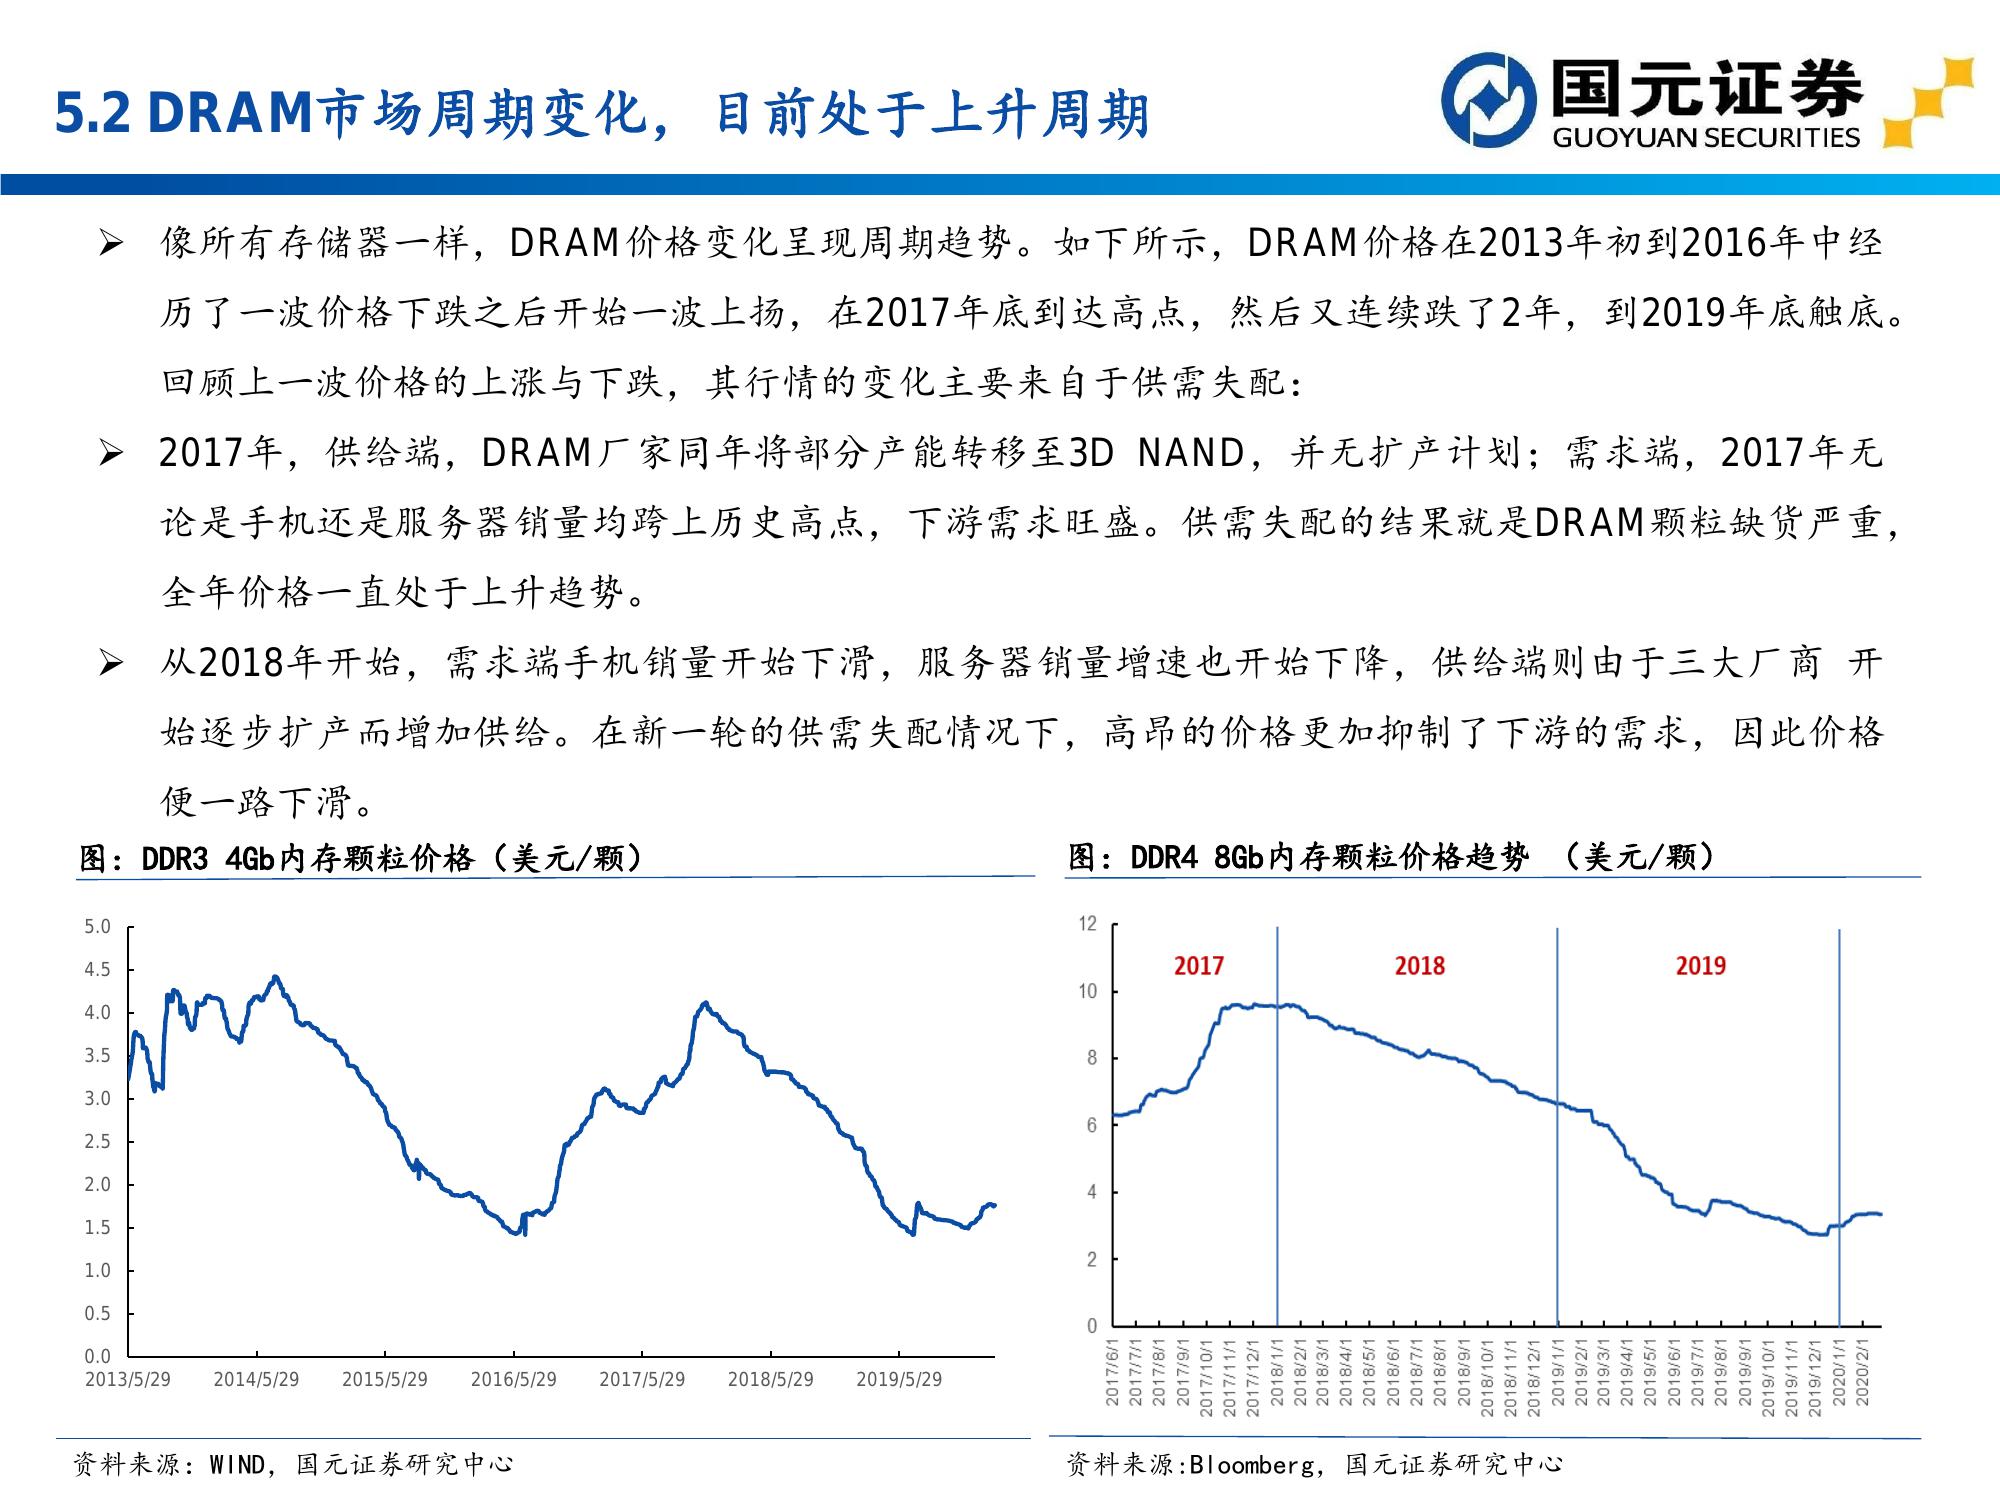 5.2 DRAM市场周期变化，目前处于上升周期
国元证券
GUOYUAN SECURITIES
➢ 像所有存储器一样，DRAM价格变化呈现周期趋势。如下所示，DRAM价格在2013年初到2016年中经
历了一波价格下跌之后开始一波上扬，在2017年底到达高点，然后又连续跌了2年，到2019年底触底。
回顾上一波价格的上涨与下跌，其行情的变化主要来自于供需失配：
➢ 2017年，供给端，DRAM厂家同年将部分产能转移至3D NAND，并无扩产计划；需求端，2017年无
论是手机还是服务器销量均跨上历史高点，下游需求旺盛。供需失配的结果就是DRAM颗粒缺货严重，
全年价格一直处于上升趋势。
➢ 从2018年开始，需求端手机销量开始下滑，服务器销量增速也开始下降，供给端则由于三大厂商 开
始逐步扩产而增加供给。在新一轮的供需失配情况下，高昂的价格更加抑制了下游的需求，因此价格
便一路下滑。
图：DDR3 4Gb内存颗粒价格（美元/颗）
5.0
4.5
4.0
3.5
3.0
2.5
2.0
1.5
1.0
0.5
0.0
2013/5/29 2014/5/29 2015/5/29 2016/5/29 2017/5/29 2018/5/29 2019/5/29
资料来源：WIND，国元证券研究中心
图：DDR4 8Gb内存颗粒价格趋势 （美元/颗）
12
10
8
6
4
2
0
2017 2018 2019
2017/6/1
2017/7/1
2017/8/1
2017/9/1
2017/10/1
2017/11/1
2017/12/1
2018/1/1
2018/2/1
2018/3/1
2018/4/1
2018/5/1
2018/6/1
2018/7/1
2018/8/1
2018/9/1
2018/10/1
2018/11/1
2018/12/1
2019/1/1
2019/2/1
2019/3/1
2019/4/1
2019/5/1
2019/6/1
2019/7/1
2019/8/1
2019/9/1
2019/10/1
2019/11/1
2019/12/1
2020/1/1
2020/2/1
资料来源:Bloomberg，国元证券研究中心